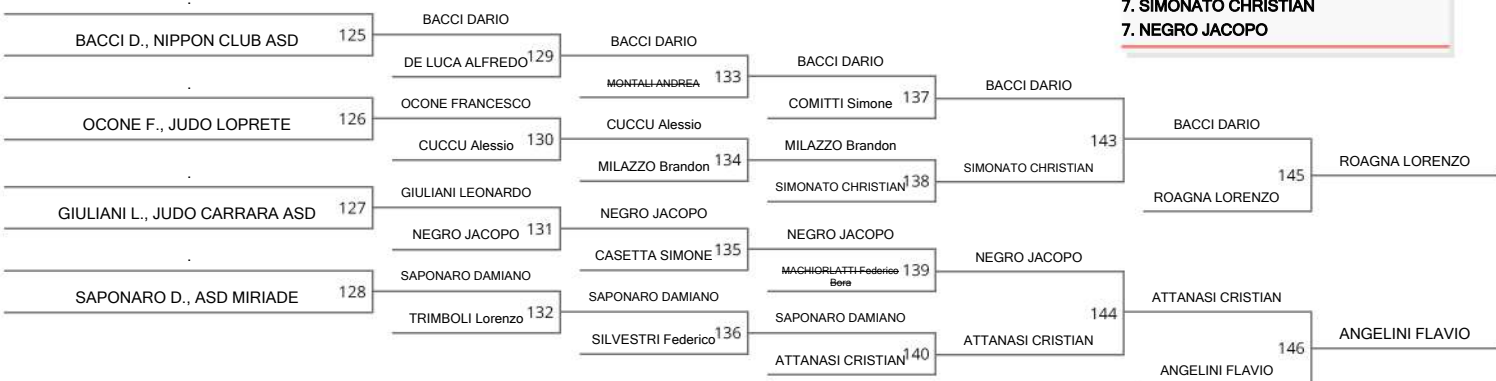 7. SIMONATO CHRISTIAN
7. NEGRO JACOPO
.
BACCI D., NIPPON CLUB ASD 125
.
OCONE F., JUDO LOPRETE 126
.
GIULIANI L., JUDO CARRARA ASD 127
.
SAPONARO D., ASD MIRIADE 128
BACCI DARIO
DE LUCA ALFREDO 129
OCONE FRANCESCO
CUCCU Alessio 130
GIULIANI LEONARDO
NEGRO JACOPO 131
SAPONARO DAMIANO
TRIMBOLI Lorenzo 132
BACCI DARIO
MONTALI ANDREA 133
CUCCU Alessio
MILAZZO Brandon 134
NEGRO JACOPO
CASETTA SIMONE 135
SAPONARO DAMIANO
SILVESTRI Federico 136
BACCI DARIO
COMITTI Simone 137
MILAZZO Brandon
SIMONATO CHRISTIAN 138
NEGRO JACOPO
MACHIORLATTI Federico 139
Bora
SAPONARO DAMIANO
ATTANASI CRISTIAN 140
BACCI DARIO
143
SIMONATO CHRISTIAN
NEGRO JACOPO
144
ATTANASI CRISTIAN
BACCI DARIO
145
ROAGNA LORENZO
ATTANASI CRISTIAN
146
ANGELINI FLAVIO
ROAGNA LORENZO
ANGELINI FLAVIO